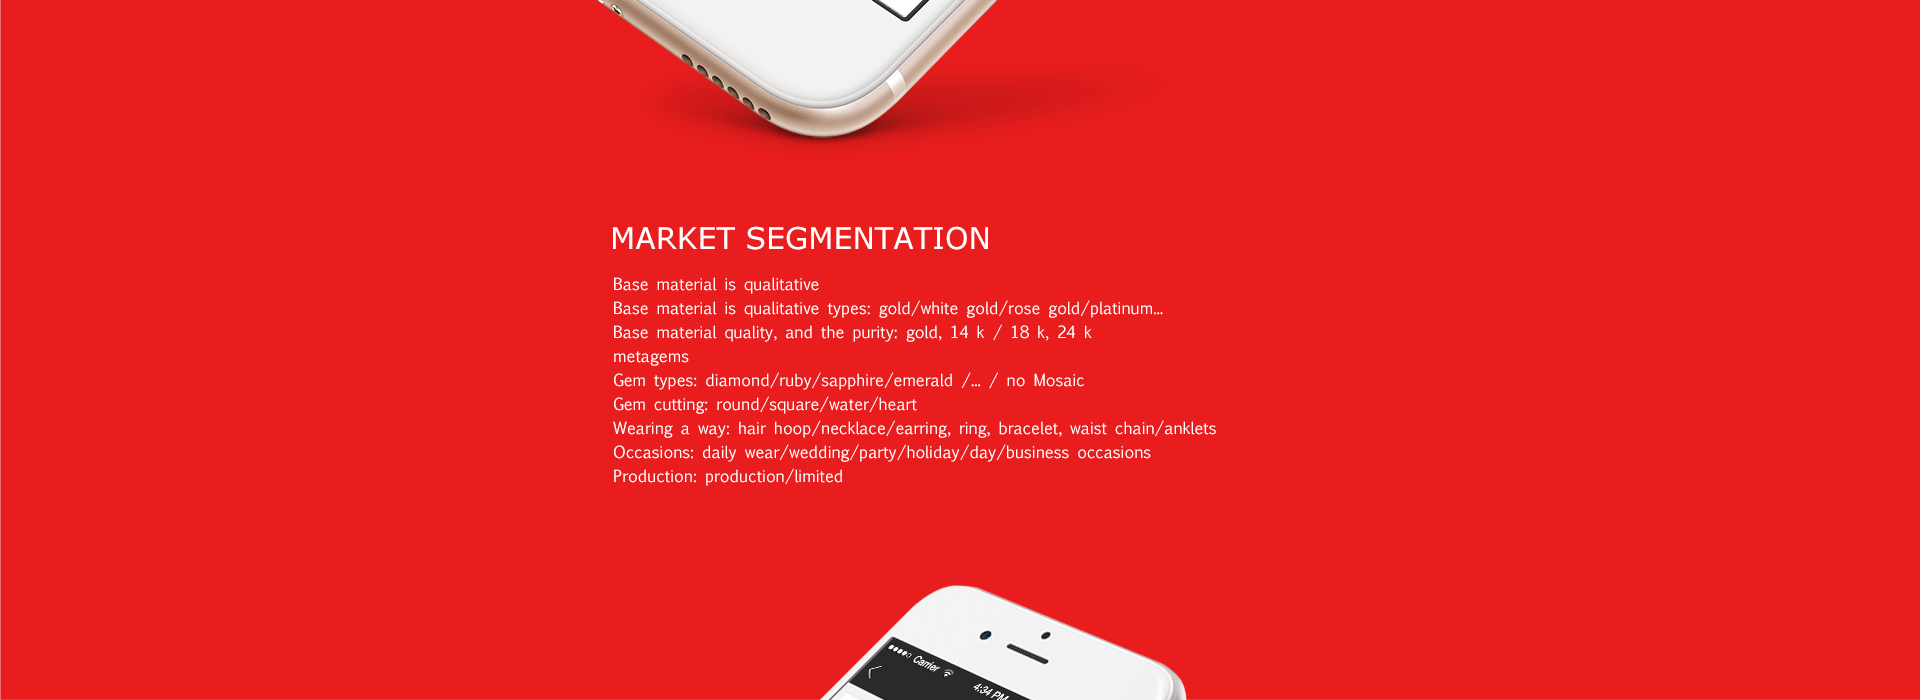 MARKET SEGMENTATION
Base material is qualitative
Base material is qualitative types: gold/white gold/rose gold/platinum...
Base material quality, and the purity: gold, 14 k / 18 k, 24 k
metagems
Gem types: diamond/ruby/sapphire/emerald /... / no Mosaic
Gem cutting: round/square/water/heart
Wearing a way: hair hoop/necklace/earring, ring, bracelet, waist chain/anklets
Occasions: daily wear/wedding/party/holiday/day/business occasions
Production: production/limited
Carrier
4:34 PM